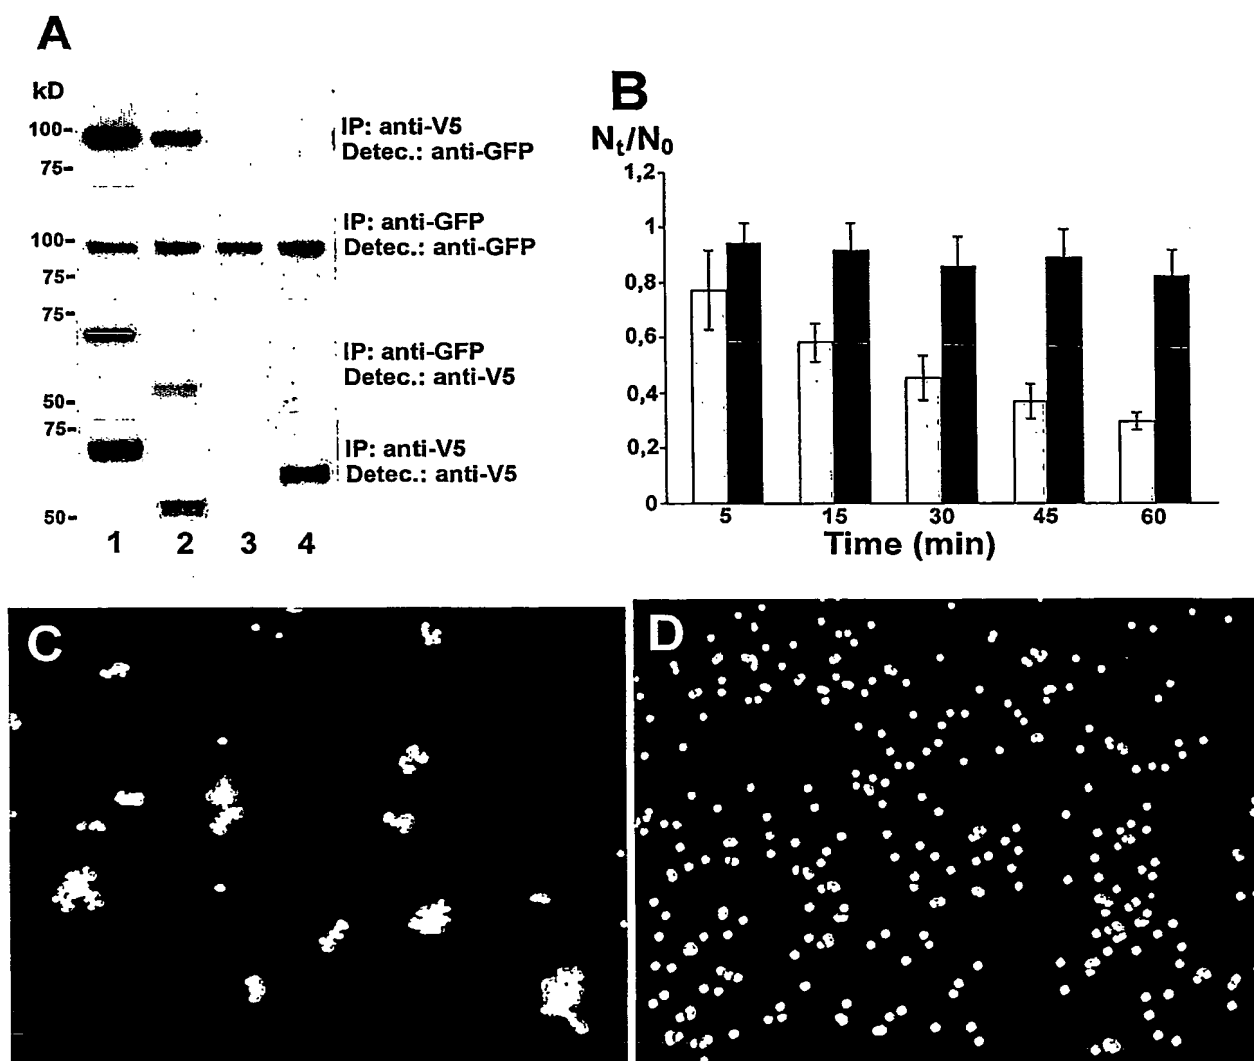 A
kD
100-
75-
IP: anti-V5
Detec.: anti-GFP
100-
75-
IP: anti-GFP
Detec.: anti-GFP
75-
50-
IP: anti-GFP
Detec.: anti-V5
75-
50-
IP: anti-V5
Detec.: anti-V5
1 2 3 4
B
Nt/N0
1,2
1
0,8
0,6
0,4
0,2
0
5 15 30 45 60
Time (min)
C
D